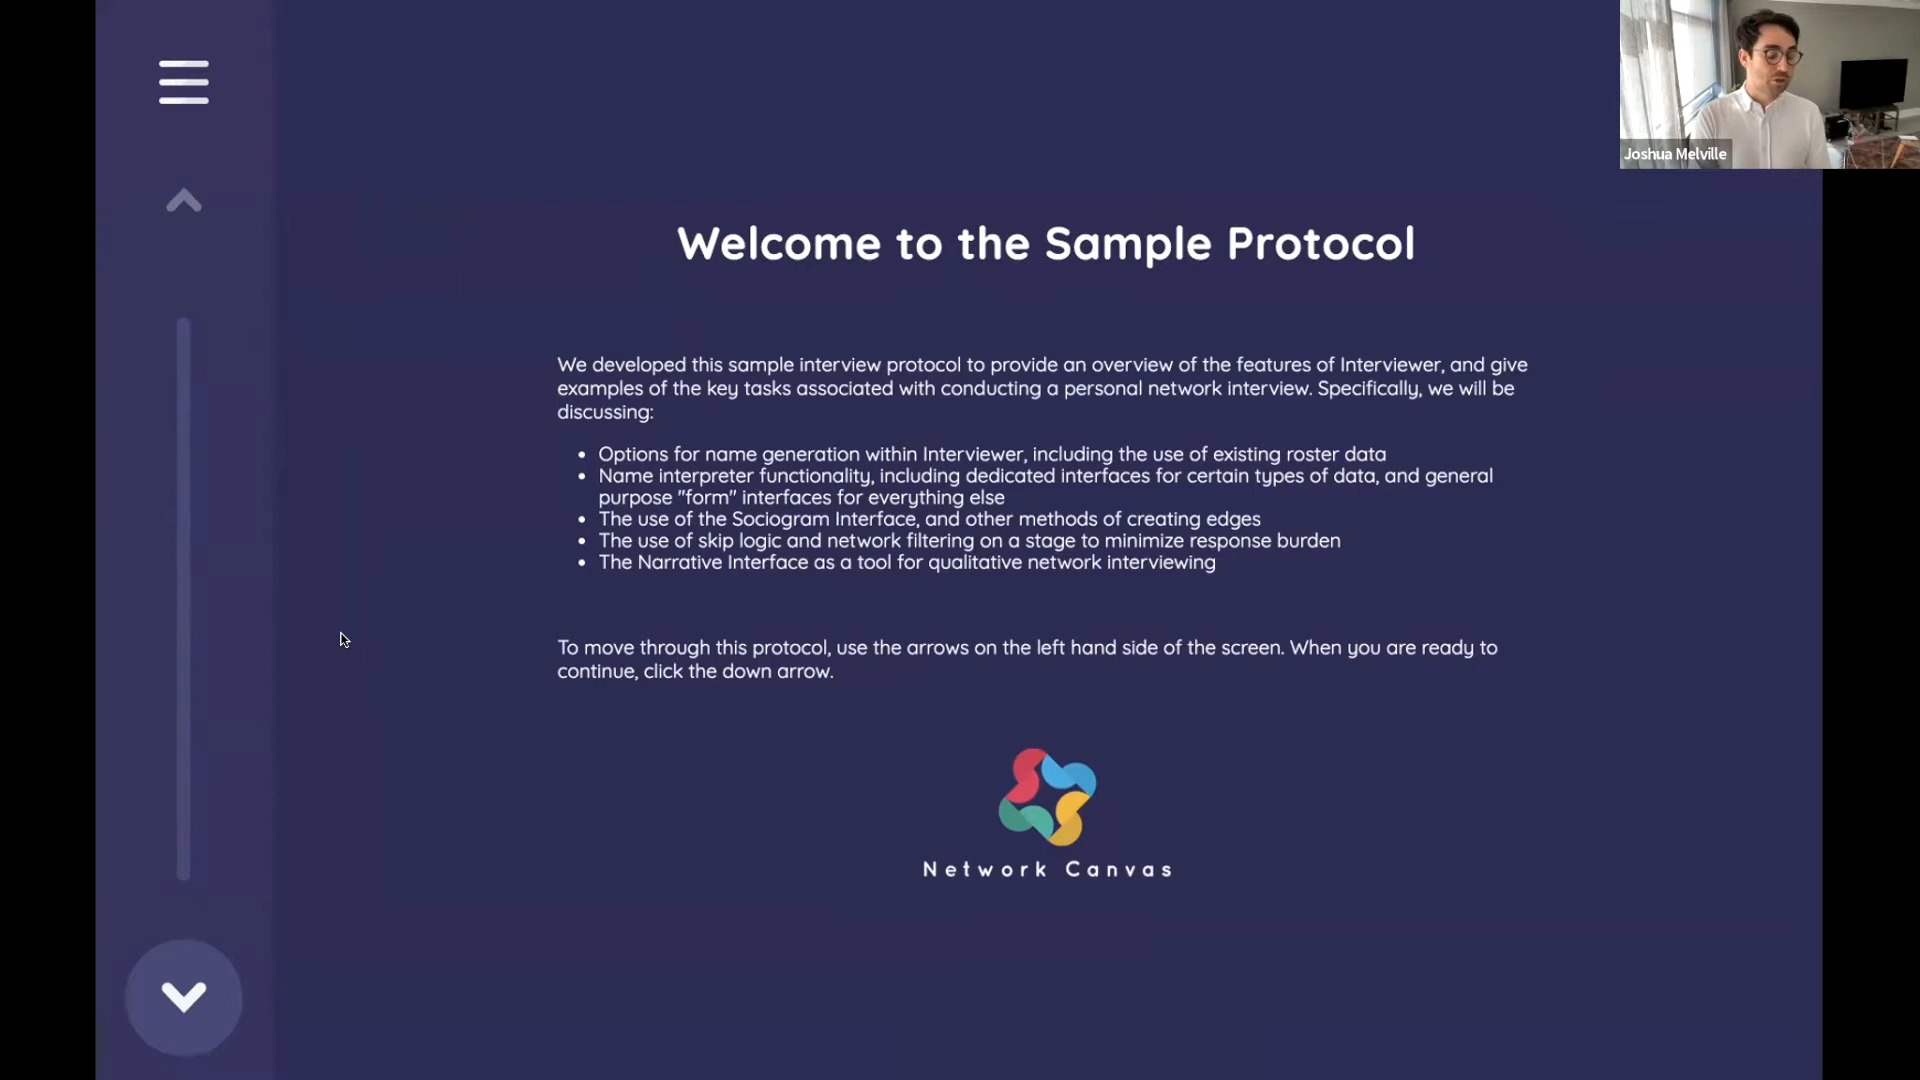 Joshua Melville
Welcome to the Sample Protocol
We developed this sample interview protocol to provide an overview of the features of Interviewer, and give
examples of the key tasks associated with conducting a personal network interview. Specifically, we will be
discussing:
• Options for name generation within Interviewer, including the use of existing roster data
• Name interpreter functionality, including dedicated interfaces for certain types of data, and general
purpose "form" interfaces for everything else
• The use of the Sociogram Interface, and other methods of creating edges
• The use of skip logic and network filtering on a stage to minimize response burden
• The Narrative Interface as a tool for qualitative network interviewing
To move through this protocol, use the arrows on the left hand side of the screen. When you are ready to
continue, click the down arrow.
Network Canvas